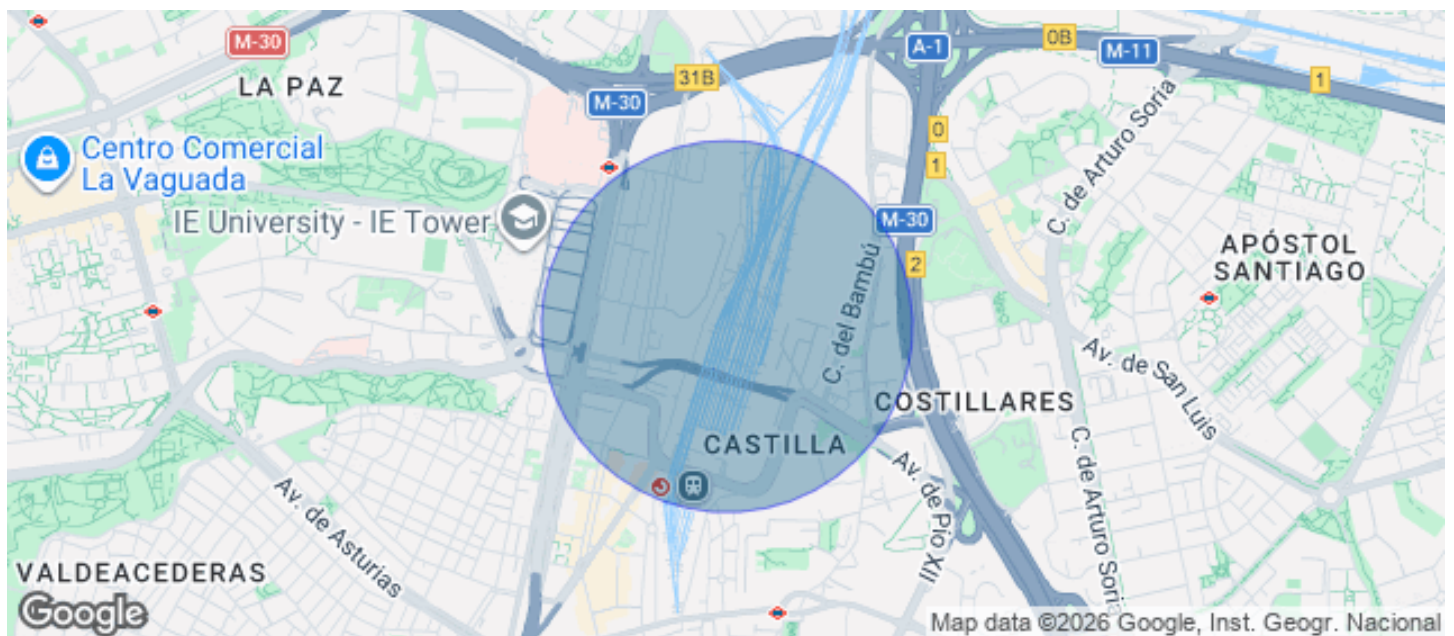 M-30
LA PAZ
31B
M-30
A-1
0B
M-11
1
Centro Comercial
La Vaguada
IE University - IE Tower
0
1
C. de Arturo Soria
M-30
2
C. del Bambú
APÓSTOL
SANTIAGO
Av. de San Luis
COSTILLARES
CASTILLA
Av. de Asturias
Av. de Pío XII
C. de Arturo Soria
VALDEACEDERAS
Google
Map data ©2026 Google, Inst. Geogr. Nacional